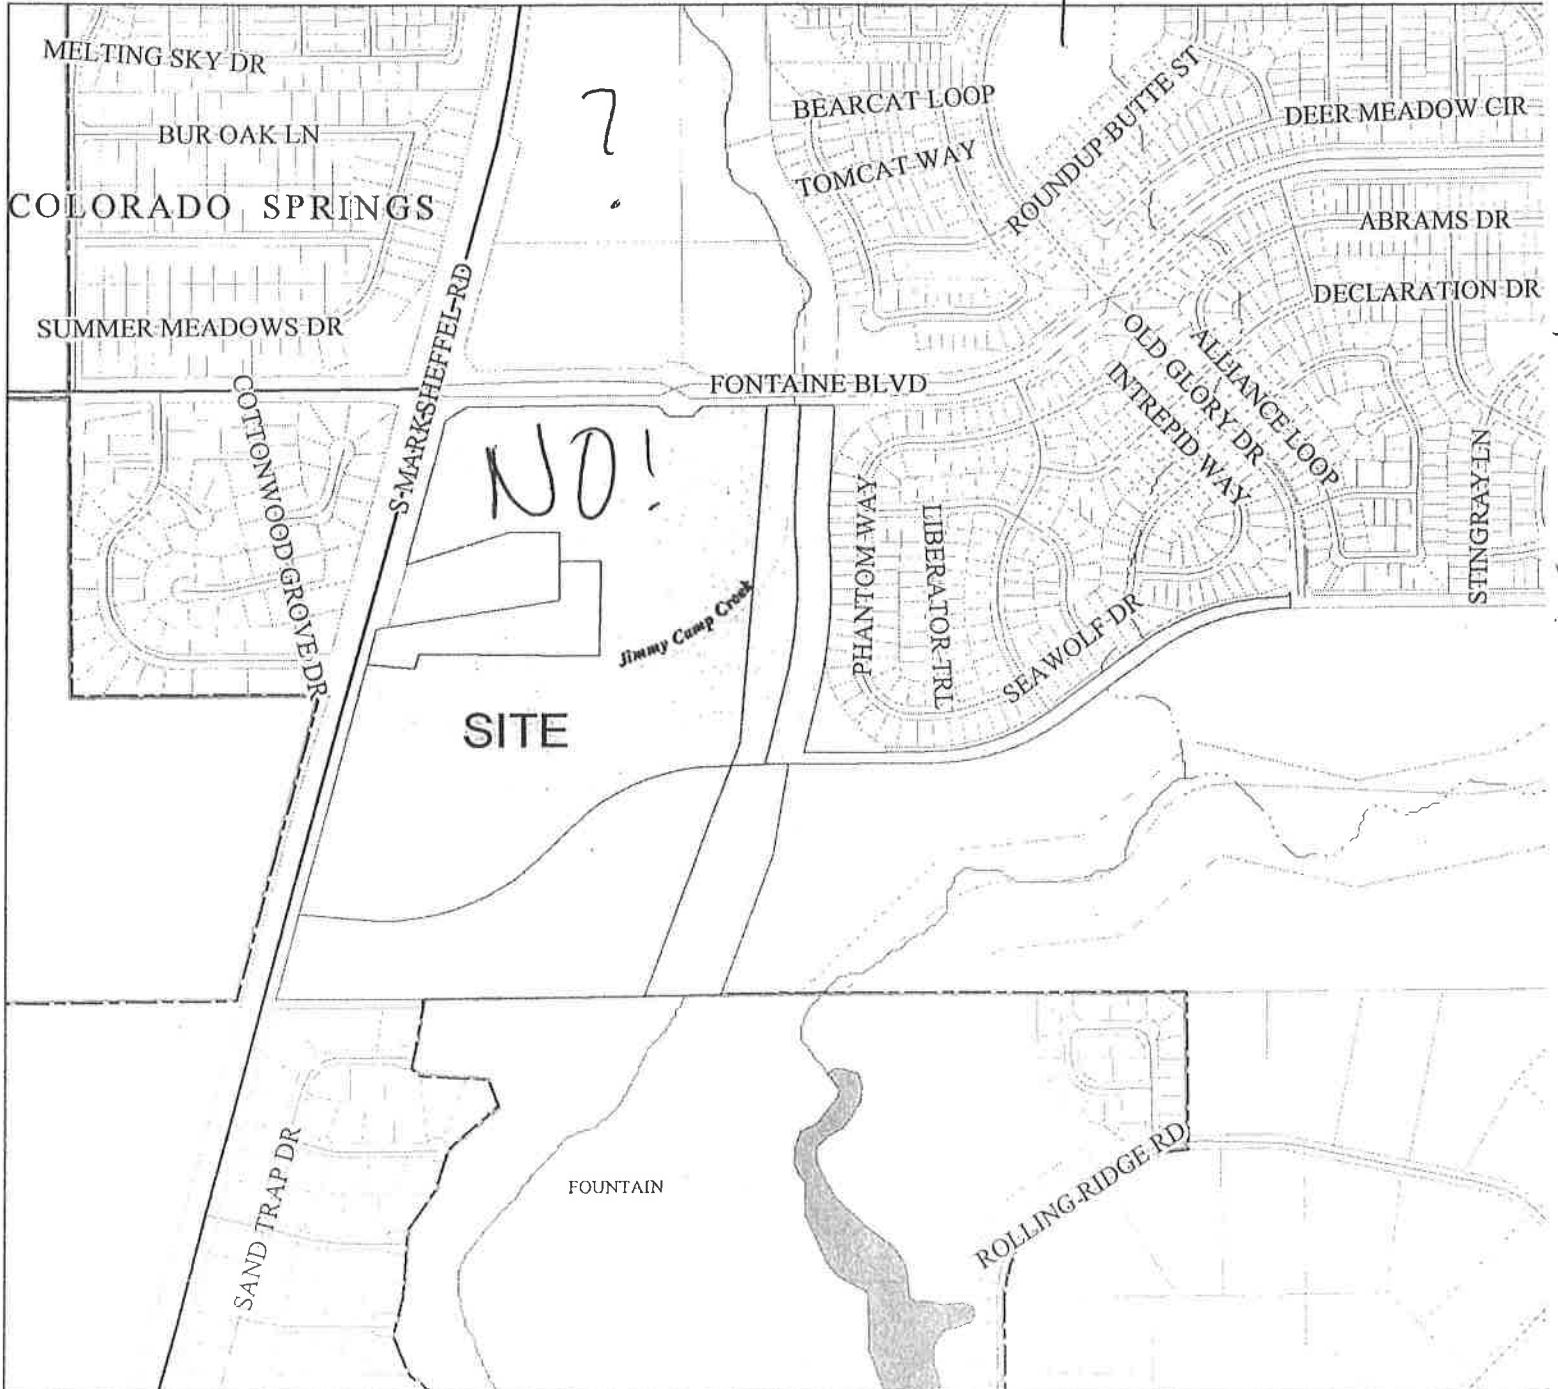 MELTING SKY DR
BUR OAK LN
COLORADO SPRINGS
SUMMER MEADOWS DR
?
BEARCAT LOOP
TOMCAT WAY
ROUNDUP BUTTE ST
DEER MEADOW CIR
ABRAMS DR
DECLARATION DR
S MARKSHEFFEL RD
FONTAINE BLVD
OLD GLORY DR
ALLIANCE LOOP
INTREPID WAY
COTTONWOOD GROVE DR
NO!
PHANTOM WAY
LIBERATOR TRL
STINGRAY LN
Jimmy Camp Creek
SEAWOLF DR
SITE
SAND TRAP DR
FOUNTAIN
ROLLING RIDGE RD